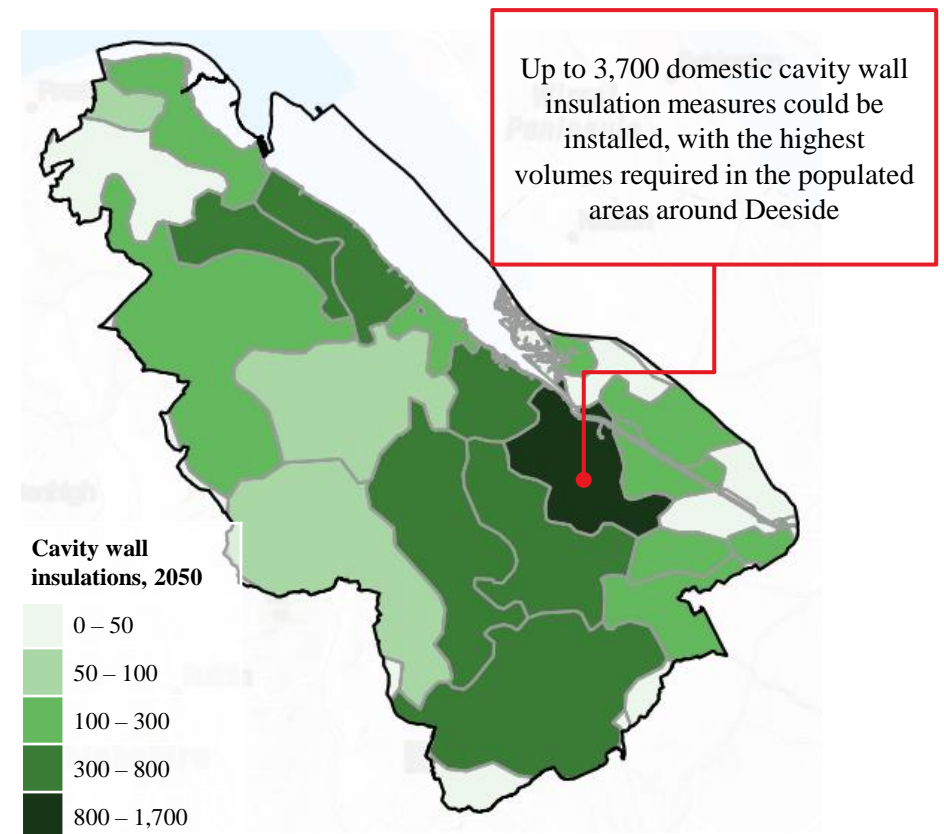 Up to 3,700 domestic cavity wall
insulation measures could be
installed, with the highest
volumes required in the populated
areas around Deeside
Cavity wall
insulations, 2050
0 – 50
50 – 100
100 – 300
300 – 800
800 – 1,700